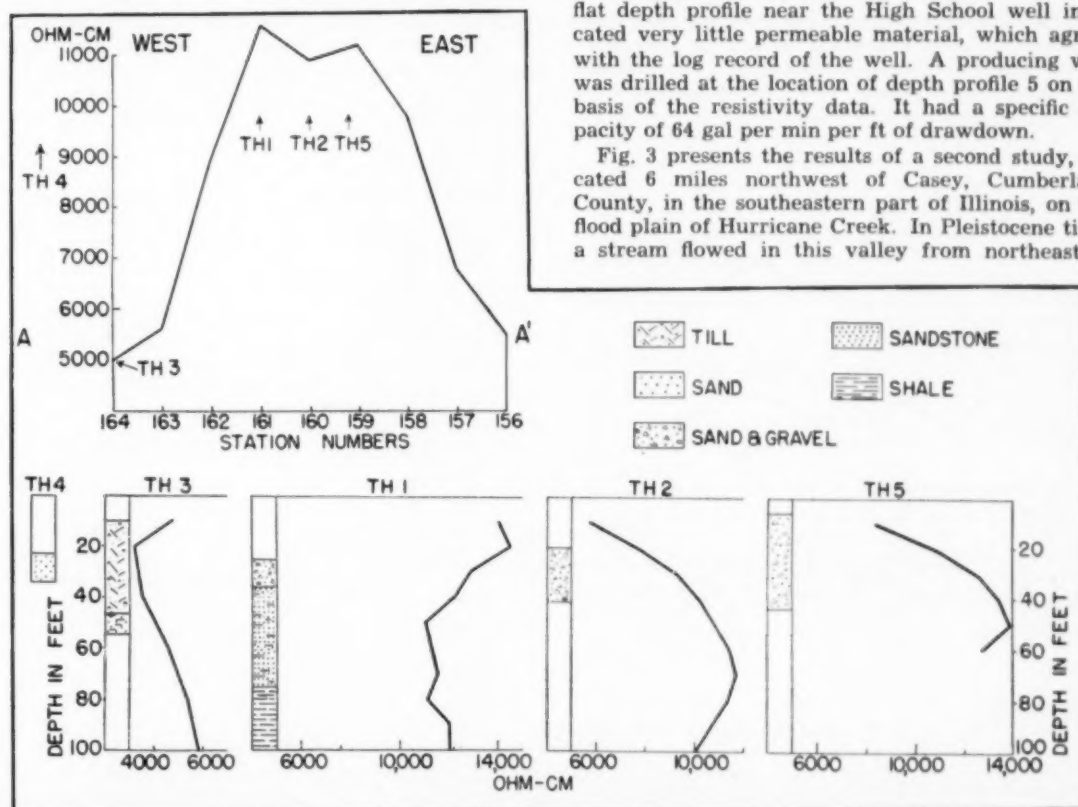 flat depth profile near the High School well in
cated very little permeable material, which agr
with the log record of the well. A producing w
was drilled at the location of depth profile 5 on
basis of the resistivity data. It had a specific
pacity of 64 gal per min per ft of drawdown.
Fig. 3 presents the results of a second study,
cated 6 miles northwest of Casey, Cumberl
County, in the southeastern part of Illinois, on
flood plain of Hurricane Creek. In Pleistocene ti
a stream flowed in this valley from northeast
OHM-CM
WEST EAST
11000
10000
9000
8000
7000
6000
5000
TH 4
TH1 TH2 TH5
TH 3
A A'
164 163 162 161 160 159 158 157 156
STATION NUMBERS
TILL SANDSTONE
SAND SHALE
SAND & GRAVEL
TH4 TH 3 TH 1 TH2 TH5
20 20
40 40
60 60
80 80
100 100
DEPTH IN FEET DEPTH IN FEET
4000 6000 6000 10,000 14,000 6000 10,000 6000 10,000 14,000
OHM-CM